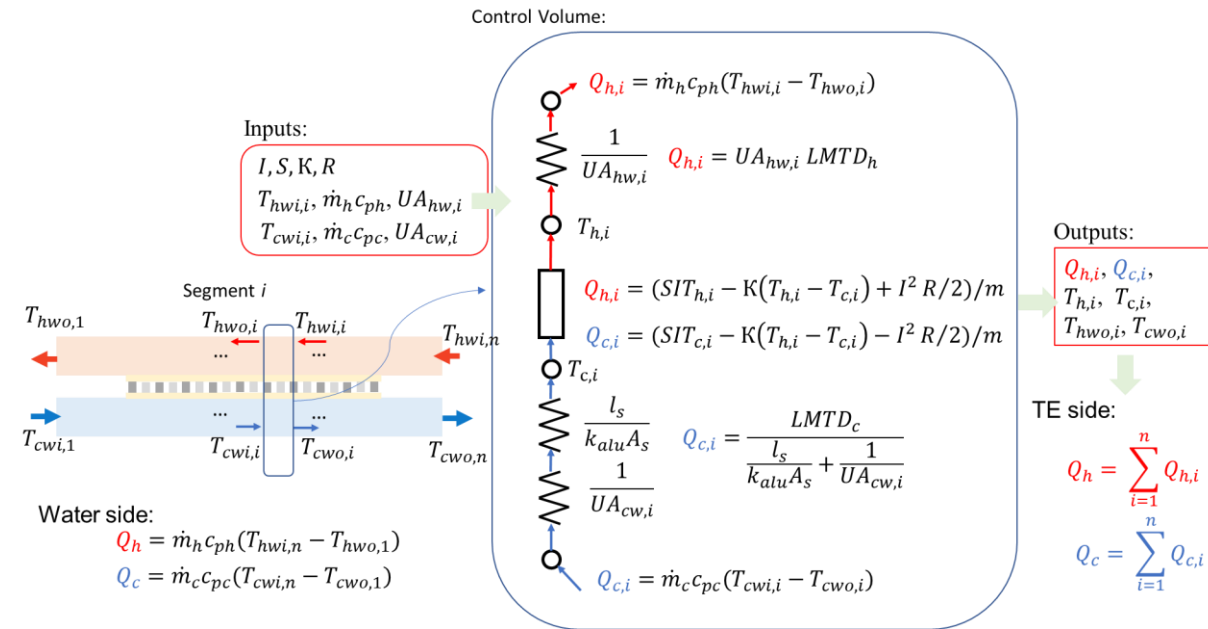 Control Volume:
Inputs:
I, S, K, R
T_{hwi,i}, ṁ_h c_{ph}, UA_{hw,i}
T_{cwi,i}, ṁ_c c_{pc}, UA_{cw,i}
Q_{h,i} = ṁ_h c_{ph}(T_{hwi,i} − T_{hwo,i})
1/UA_{hw,i}
Q_{h,i} = UA_{hw,i} LMTD_h
T_{h,i}
Q_{h,i} = (SIT_{h,i} − K(T_{h,i} − T_{c,i}) + I² R/2)/m
Q_{c,i} = (SIT_{c,i} − K(T_{h,i} − T_{c,i}) − I² R/2)/m
T_{c,i}
l_s/(k_{alu}A_s)
Q_{c,i} = LMTD_c/(l_s/(k_{alu}A_s) + 1/UA_{cw,i})
1/UA_{cw,i}
Q_{c,i} = ṁ_c c_{pc}(T_{cwi,i} − T_{cwo,i})
Segment i
T_{hwo,1}
T_{hwo,i}
T_{hwi,i}
T_{hwi,n}
... ...
... ...
T_{cwi,1}
T_{cwi,i}
T_{cwo,i}
T_{cwo,n}
Water side:
Q_h = ṁ_h c_{ph}(T_{hwi,n} − T_{hwo,1})
Q_c = ṁ_c c_{pc}(T_{cwi,n} − T_{cwo,1})
Outputs:
Q_{h,i}, Q_{c,i},
T_{h,i}, T_{c,i},
T_{hwo,i}, T_{cwo,i}
TE side:
Q_h = ∑_{i=1}^{n} Q_{h,i}
Q_c = ∑_{i=1}^{n} Q_{c,i}